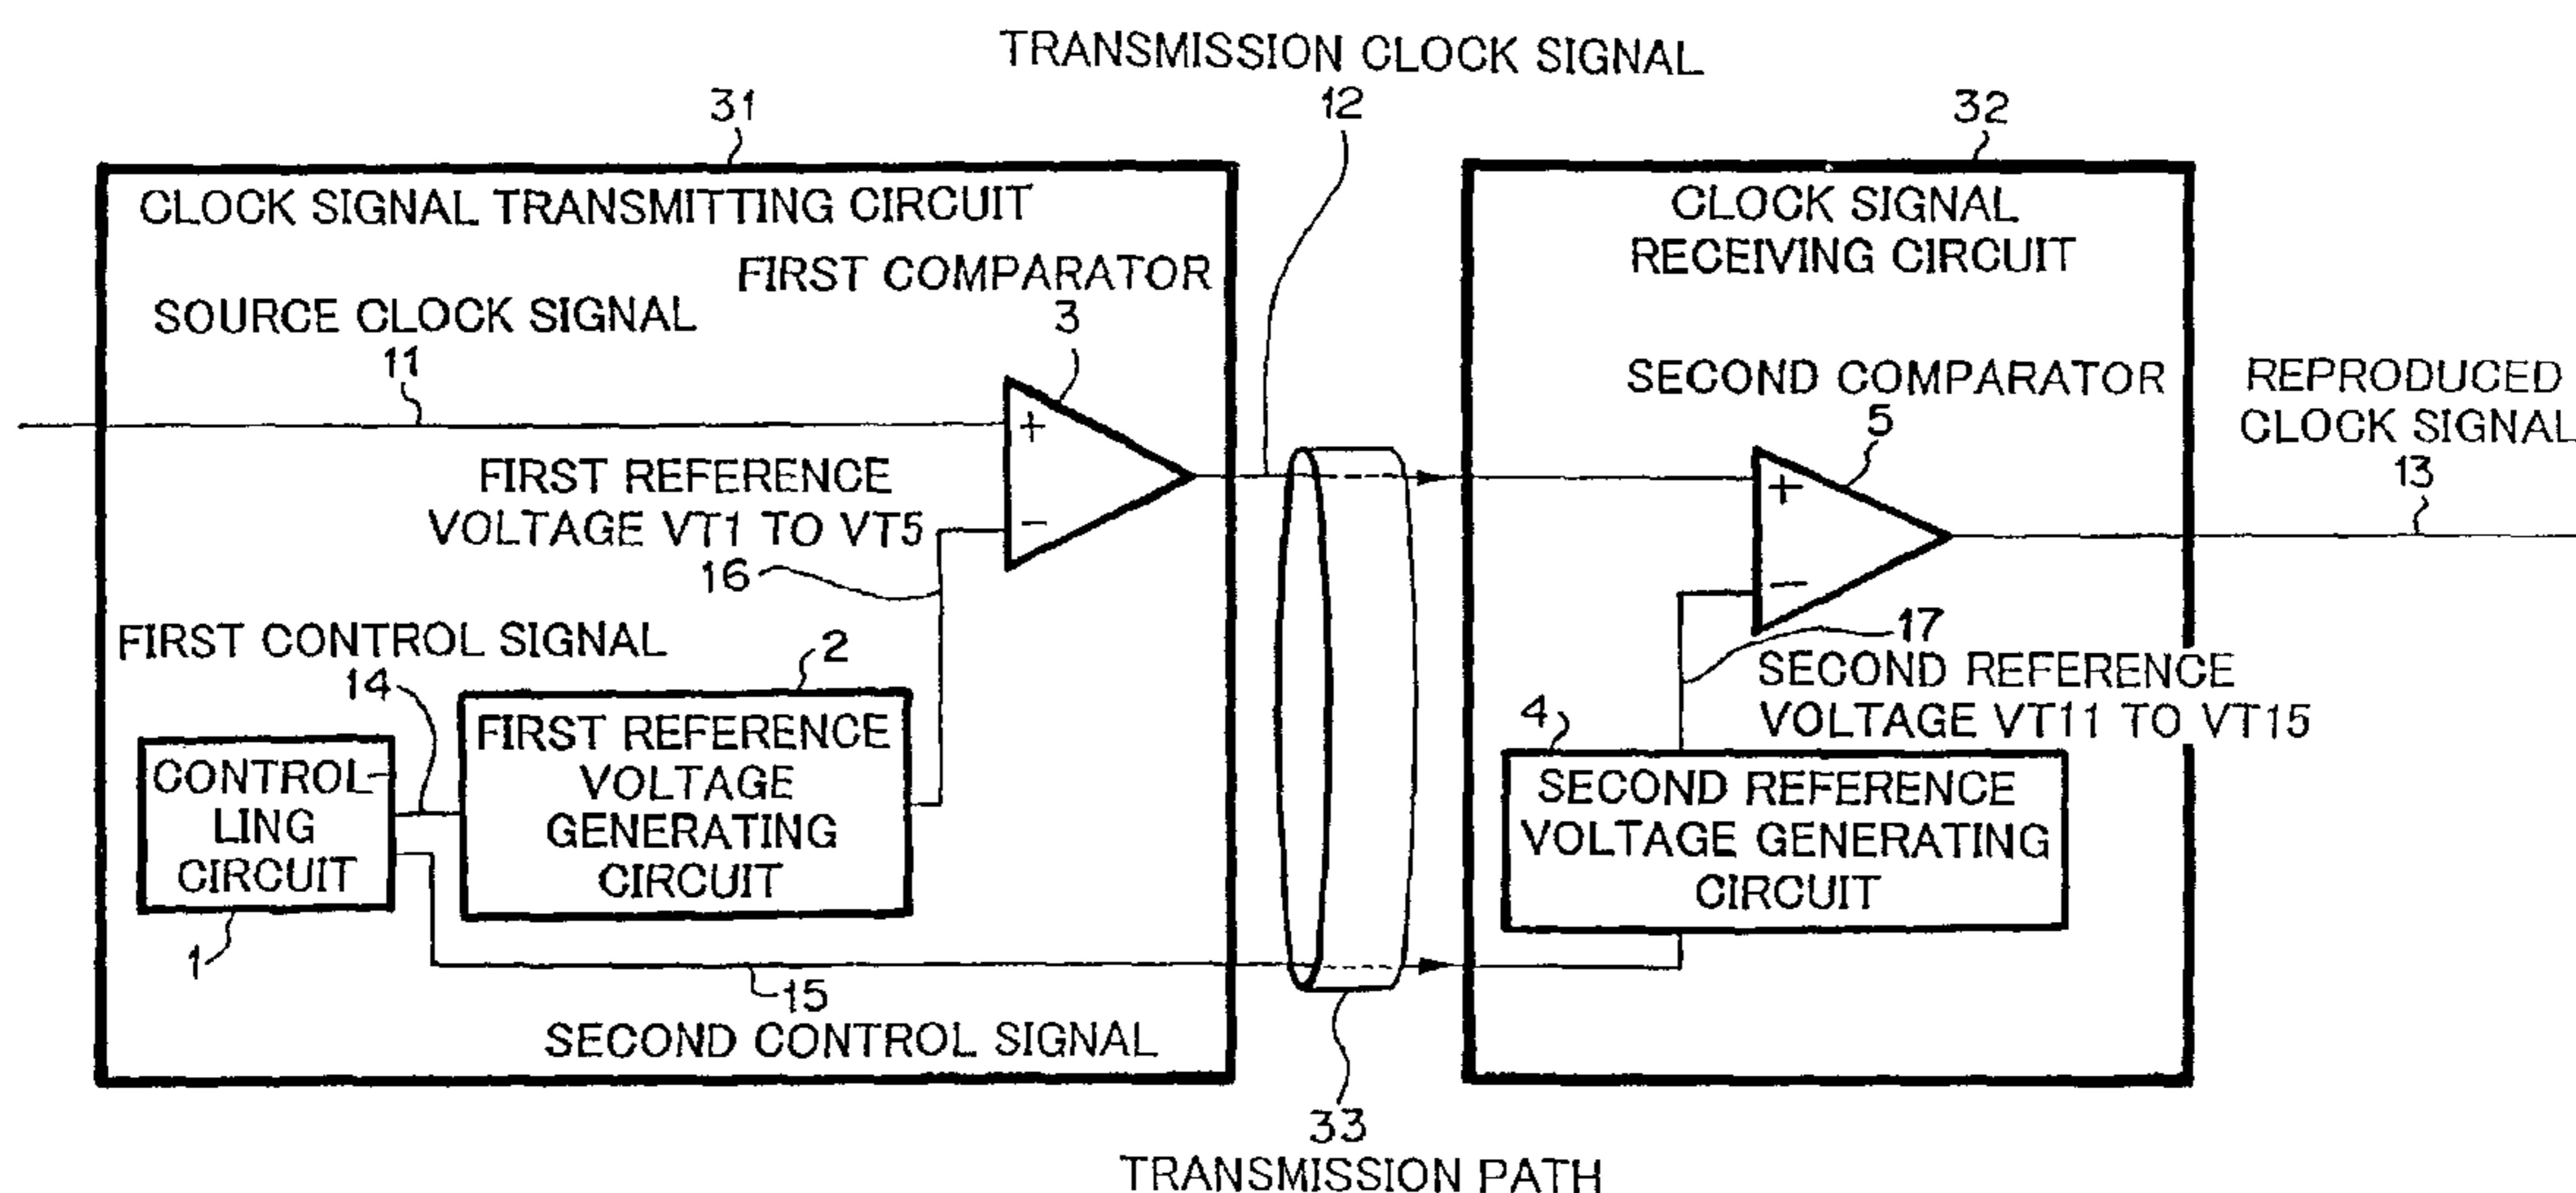 TRANSMISSION CLOCK SIGNAL
12
31
32
CLOCK SIGNAL TRANSMITTING CIRCUIT
FIRST COMPARATOR
3
SOURCE CLOCK SIGNAL
11
+
−
FIRST REFERENCE
VOLTAGE VT1 TO VT5
16
FIRST CONTROL SIGNAL
14
2
FIRST REFERENCE
VOLTAGE
GENERATING
CIRCUIT
CONTROL-
LING
CIRCUIT
1
15
SECOND CONTROL SIGNAL
33
TRANSMISSION PATH
CLOCK SIGNAL
RECEIVING CIRCUIT
SECOND COMPARATOR
5
+
−
17
SECOND REFERENCE
VOLTAGE VT11 TO VT15
4
SECOND REFERENCE
VOLTAGE GENERATING
CIRCUIT
REPRODUCED
CLOCK SIGNAL
13